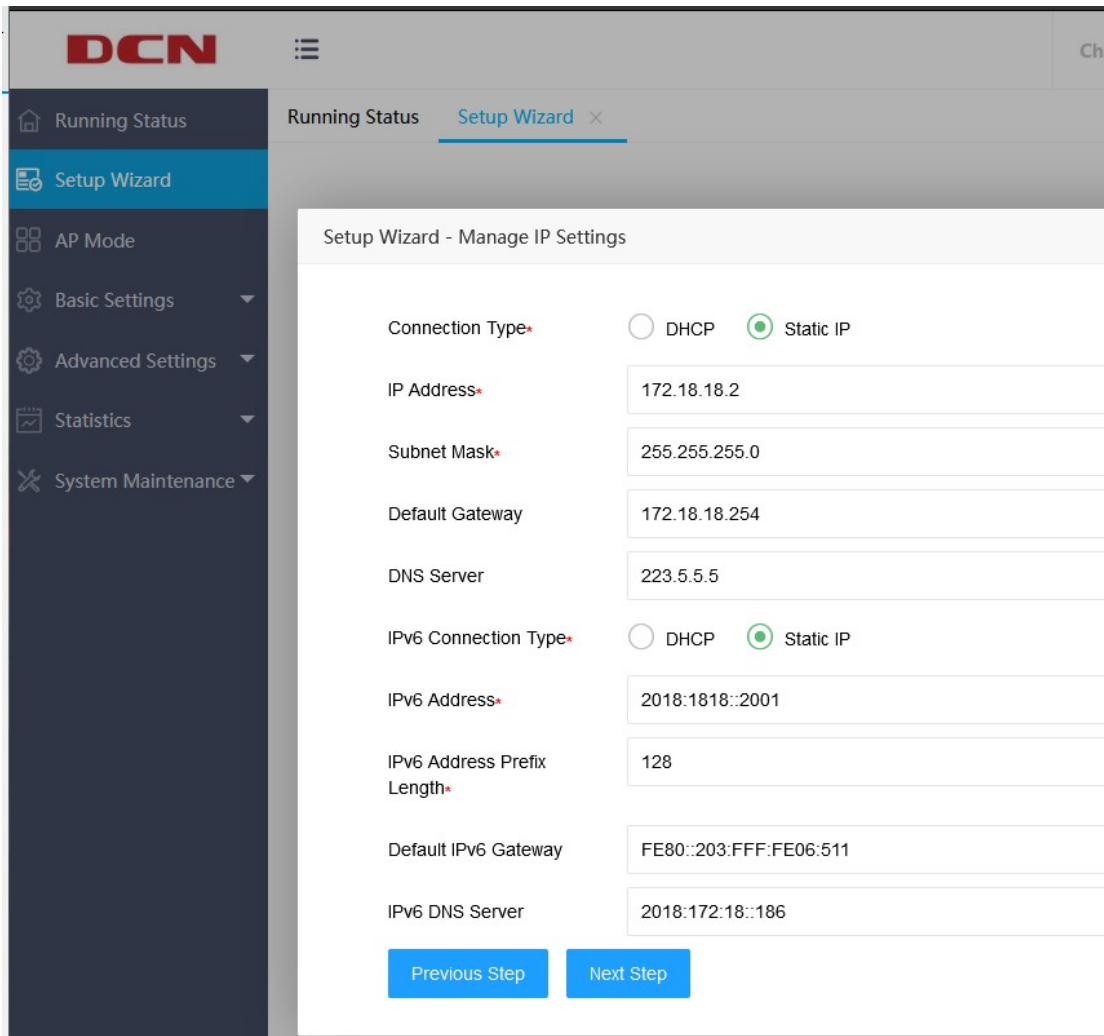 DCN
Ch
Running Status
Setup Wizard
AP Mode
Basic Settings
Advanced Settings
Statistics
System Maintenance
Running Status Setup Wizard ×
Setup Wizard - Manage IP Settings
Connection Type* DHCP Static IP
IP Address* 172.18.18.2
Subnet Mask* 255.255.255.0
Default Gateway 172.18.18.254
DNS Server 223.5.5.5
IPv6 Connection Type* DHCP Static IP
IPv6 Address* 2018:1818::2001
IPv6 Address Prefix
Length* 128
Default IPv6 Gateway FE80::203:FFF:FE06:511
IPv6 DNS Server 2018:172:18::186
Previous Step Next Step